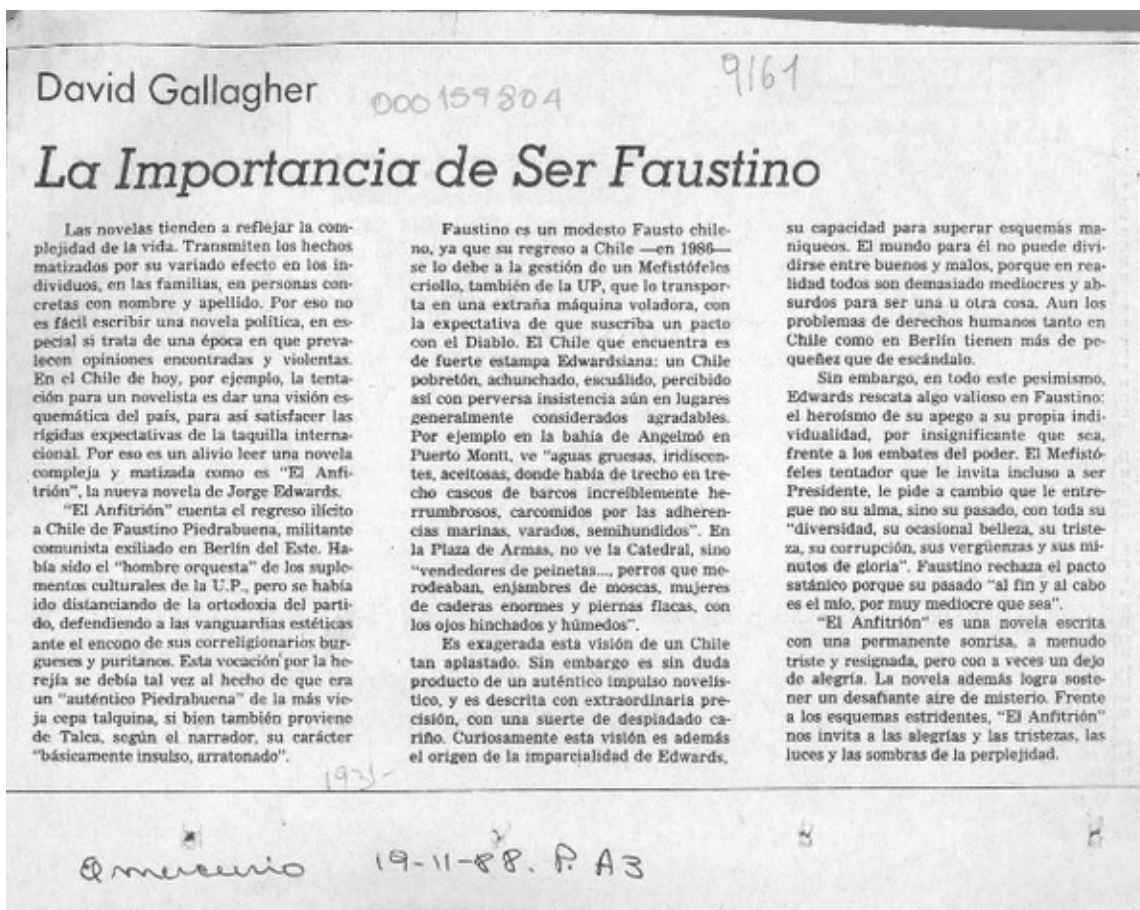 David Gallagher
000159804
9161
La Importancia de Ser Faustino
Las novelas tienden a reflejar la com-
plejidad de la vida. Transmiten los hechos
matizados por su variado efecto en los in-
dividuos, en las familias, en personas con-
cretas con nombre y apellido. Por eso no
es fácil escribir una novela política, en es-
pecial si trata de una época en que preva-
lecen opiniones encontradas y violentas.
En el Chile de hoy, por ejemplo, la tenta-
ción para un novelista es dar una visión es-
quemática del país, para así satisfacer las
rígidas expectativas de la taquilla interna-
cional. Por eso es un alivio leer una novela
compleja y matizada como es "El Anfi-
trión", la nueva novela de Jorge Edwards.
"El Anfitrión" cuenta el regreso ilícito
a Chile de Faustino Piedrabuena, militante
comunista exiliado en Berlín del Este. Ha-
bía sido el "hombre orquesta" de los suple-
mentos culturales de la U.P., pero se había
ido distanciando de la ortodoxia del parti-
do, defendiendo a las vanguardias estéticas
ante el encono de sus correligionarios bur-
gueses y puritanos. Esta vocación por la he-
rejía se debía tal vez al hecho de que era
un "auténtico Piedrabuena" de la más vie-
ja cepa talquina, si bien también proviene
de Talca, según el narrador, su carácter
"básicamente insulso, arratonado".
Faustino es un modesto Fausto chile-
no, ya que su regreso a Chile —en 1986—
se lo debe a la gestión de un Mefistófeles
criollo, también de la UP, que lo transpor-
ta en una extraña máquina voladora, con
la expectativa de que suscriba un pacto
con el Diablo. El Chile que encuentra es
de fuerte estampa Edwardsiana: un Chile
pobretón, achunchado, escuálido, percibido
así con perversa insistencia aún en lugares
generalmente considerados agradables.
Por ejemplo en la bahía de Angelmó en
Puerto Montt, ve "aguas gruesas, iridiscen-
tes, aceitosas, donde había de trecho en tre-
cho cascos de barcos increíblemente he-
rrumbrosos, carcomidos por las adheren-
cias marinas, varados, semihundidos". En
la Plaza de Armas, no ve la Catedral, sino
"vendedores de peinetas..., perros que me-
rodeaban, enjambres de moscas, mujeres
de caderas enormes y piernas flacas, con
los ojos hinchados y húmedos".
Es exagerada esta visión de un Chile
tan aplastado. Sin embargo es sin duda
producto de un auténtico impulso novelís-
tico, y es descrita con extraordinaria pre-
cisión, con una suerte de despiadado ca-
riño. Curiosamente esta visión es además
el origen de la imparcialidad de Edwards,
su capacidad para superar esquemas ma-
niqueos. El mundo para él no puede divi-
dirse entre buenos y malos, porque en rea-
lidad todos son demasiado mediocres y ab-
surdos para ser una u otra cosa. Aun los
problemas de derechos humanos tanto en
Chile como en Berlín tienen más de pe-
queñez que de escándalo.
Sin embargo, en todo este pesimismo,
Edwards rescata algo valioso en Faustino:
el heroísmo de su apego a su propia indi-
vidualidad, por insignificante que sea,
frente a los embates del poder. El Mefistó-
feles tentador que le invita incluso a ser
Presidente, le pide a cambio que le entre-
gue no su alma, sino su pasado, con toda su
"diversidad, su ocasional belleza, su triste-
za, su corrupción, sus vergüenzas y sus mi-
nutos de gloria". Faustino rechaza el pacto
satánico porque su pasado "al fin y al cabo
es el mío, por muy mediocre que sea".
"El Anfitrión" es una novela escrita
con una permanente sonrisa, a menudo
triste y resignada, pero con a veces un dejo
de alegría. La novela además logra soste-
ner un desafiante aire de misterio. Frente
a los esquemas estridentes, "El Anfitrión"
nos invita a las alegrías y las tristezas, las
luces y las sombras de la perplejidad.
El mercurio 19-11-88. P. A3